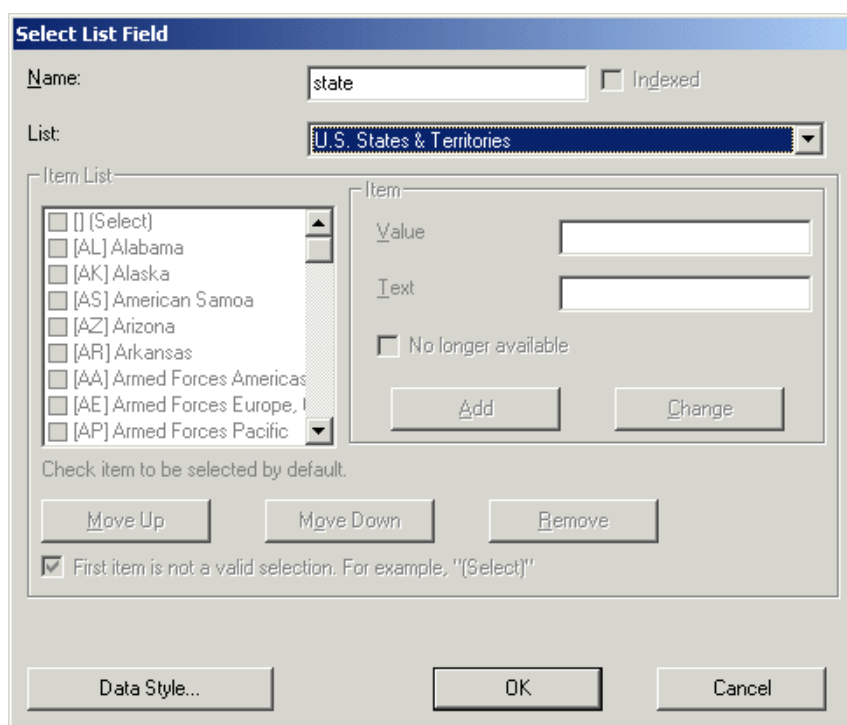 Select List Field
Name:
state
Indexed
List:
U.S. States & Territories
Item List
[] (Select)
[AL] Alabama
[AK] Alaska
[AS] American Samoa
[AZ] Arizona
[AR] Arkansas
[AA] Armed Forces Americas
[AE] Armed Forces Europe,
[AP] Armed Forces Pacific
Item
Value
Text
No longer available
Add
Change
Check item to be selected by default.
Move Up
Move Down
Remove
First item is not a valid selection. For example, "(Select)"
Data Style...
OK
Cancel